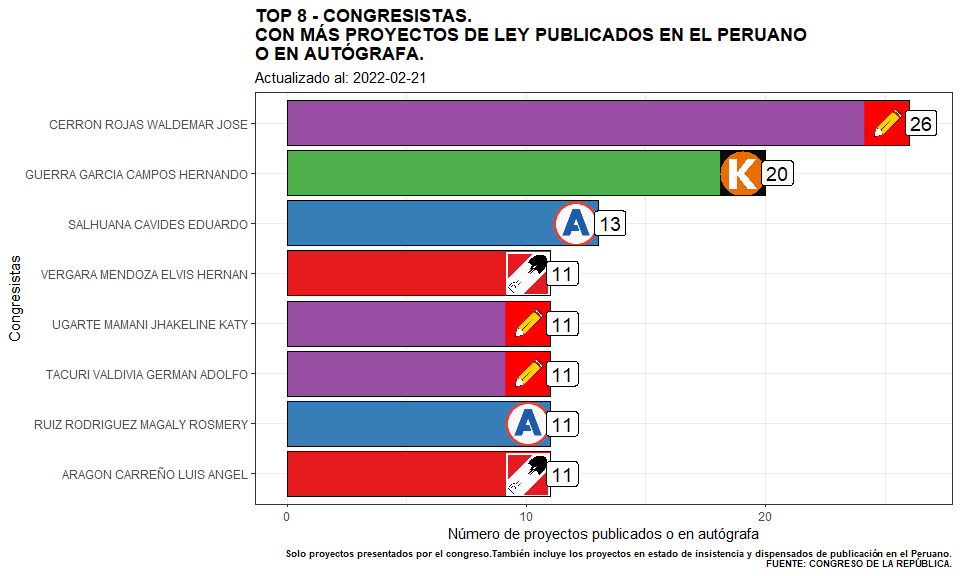 TOP 8 - CONGRESISTAS.
CON MÁS PROYECTOS DE LEY PUBLICADOS EN EL PERUANO
O EN AUTÓGRAFA.
Actualizado al: 2022-02-21
Congresistas
CERRON ROJAS WALDEMAR JOSE
26
GUERRA GARCIA CAMPOS HERNANDO
K
20
SALHUANA CAVIDES EDUARDO
A
13
VERGARA MENDOZA ELVIS HERNAN
11
UGARTE MAMANI JHAKELINE KATY
11
TACURI VALDIVIA GERMAN ADOLFO
11
RUIZ RODRIGUEZ MAGALY ROSMERY
A
11
ARAGON CARREÑO LUIS ANGEL
11
0 10 20
Número de proyectos publicados o en autógrafa
Solo proyectos presentados por el congreso.También incluye los proyectos en estado de insistencia y dispensados de publicación en el Peruano.
FUENTE: CONGRESO DE LA REPÚBLICA.